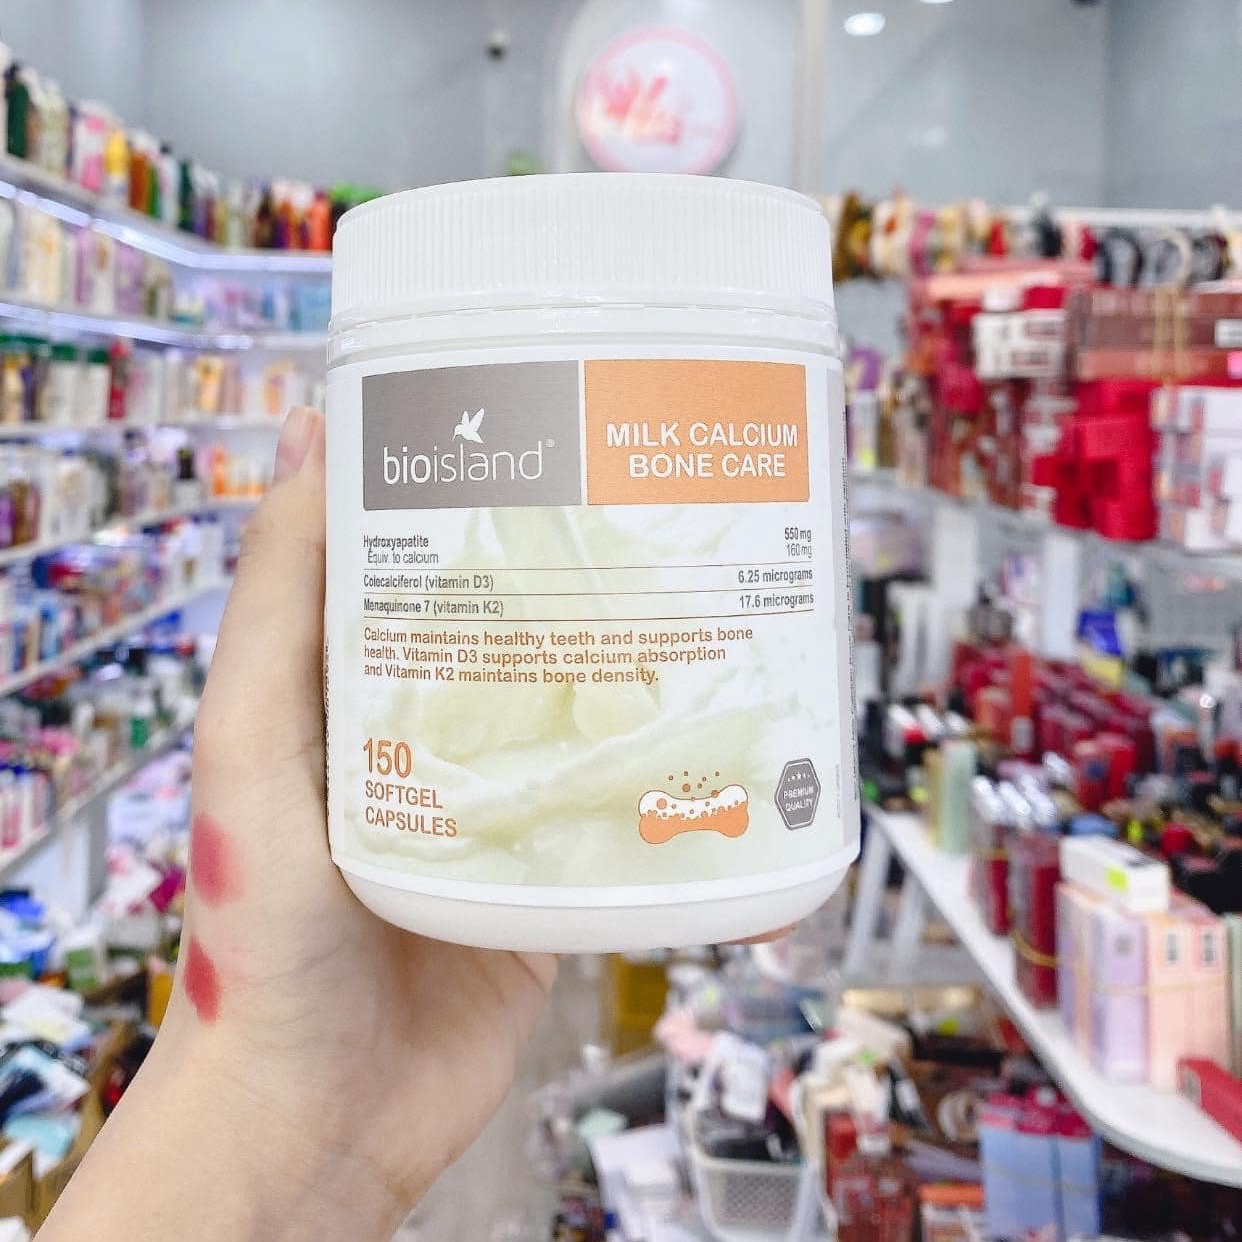 bioisland®
MILK CALCIUM
BONE CARE
Hydroxyapatite 550 mg
Equiv. to calcium 160 mg
Colecalciferol (vitamin D3) 6.25 micrograms
Menaquinone 7 (vitamin K2) 17.6 micrograms
Calcium maintains healthy teeth and supports bone
health. Vitamin D3 supports calcium absorption
and Vitamin K2 maintains bone density.
150
SOFTGEL
CAPSULES
PREMIUM
QUALITY